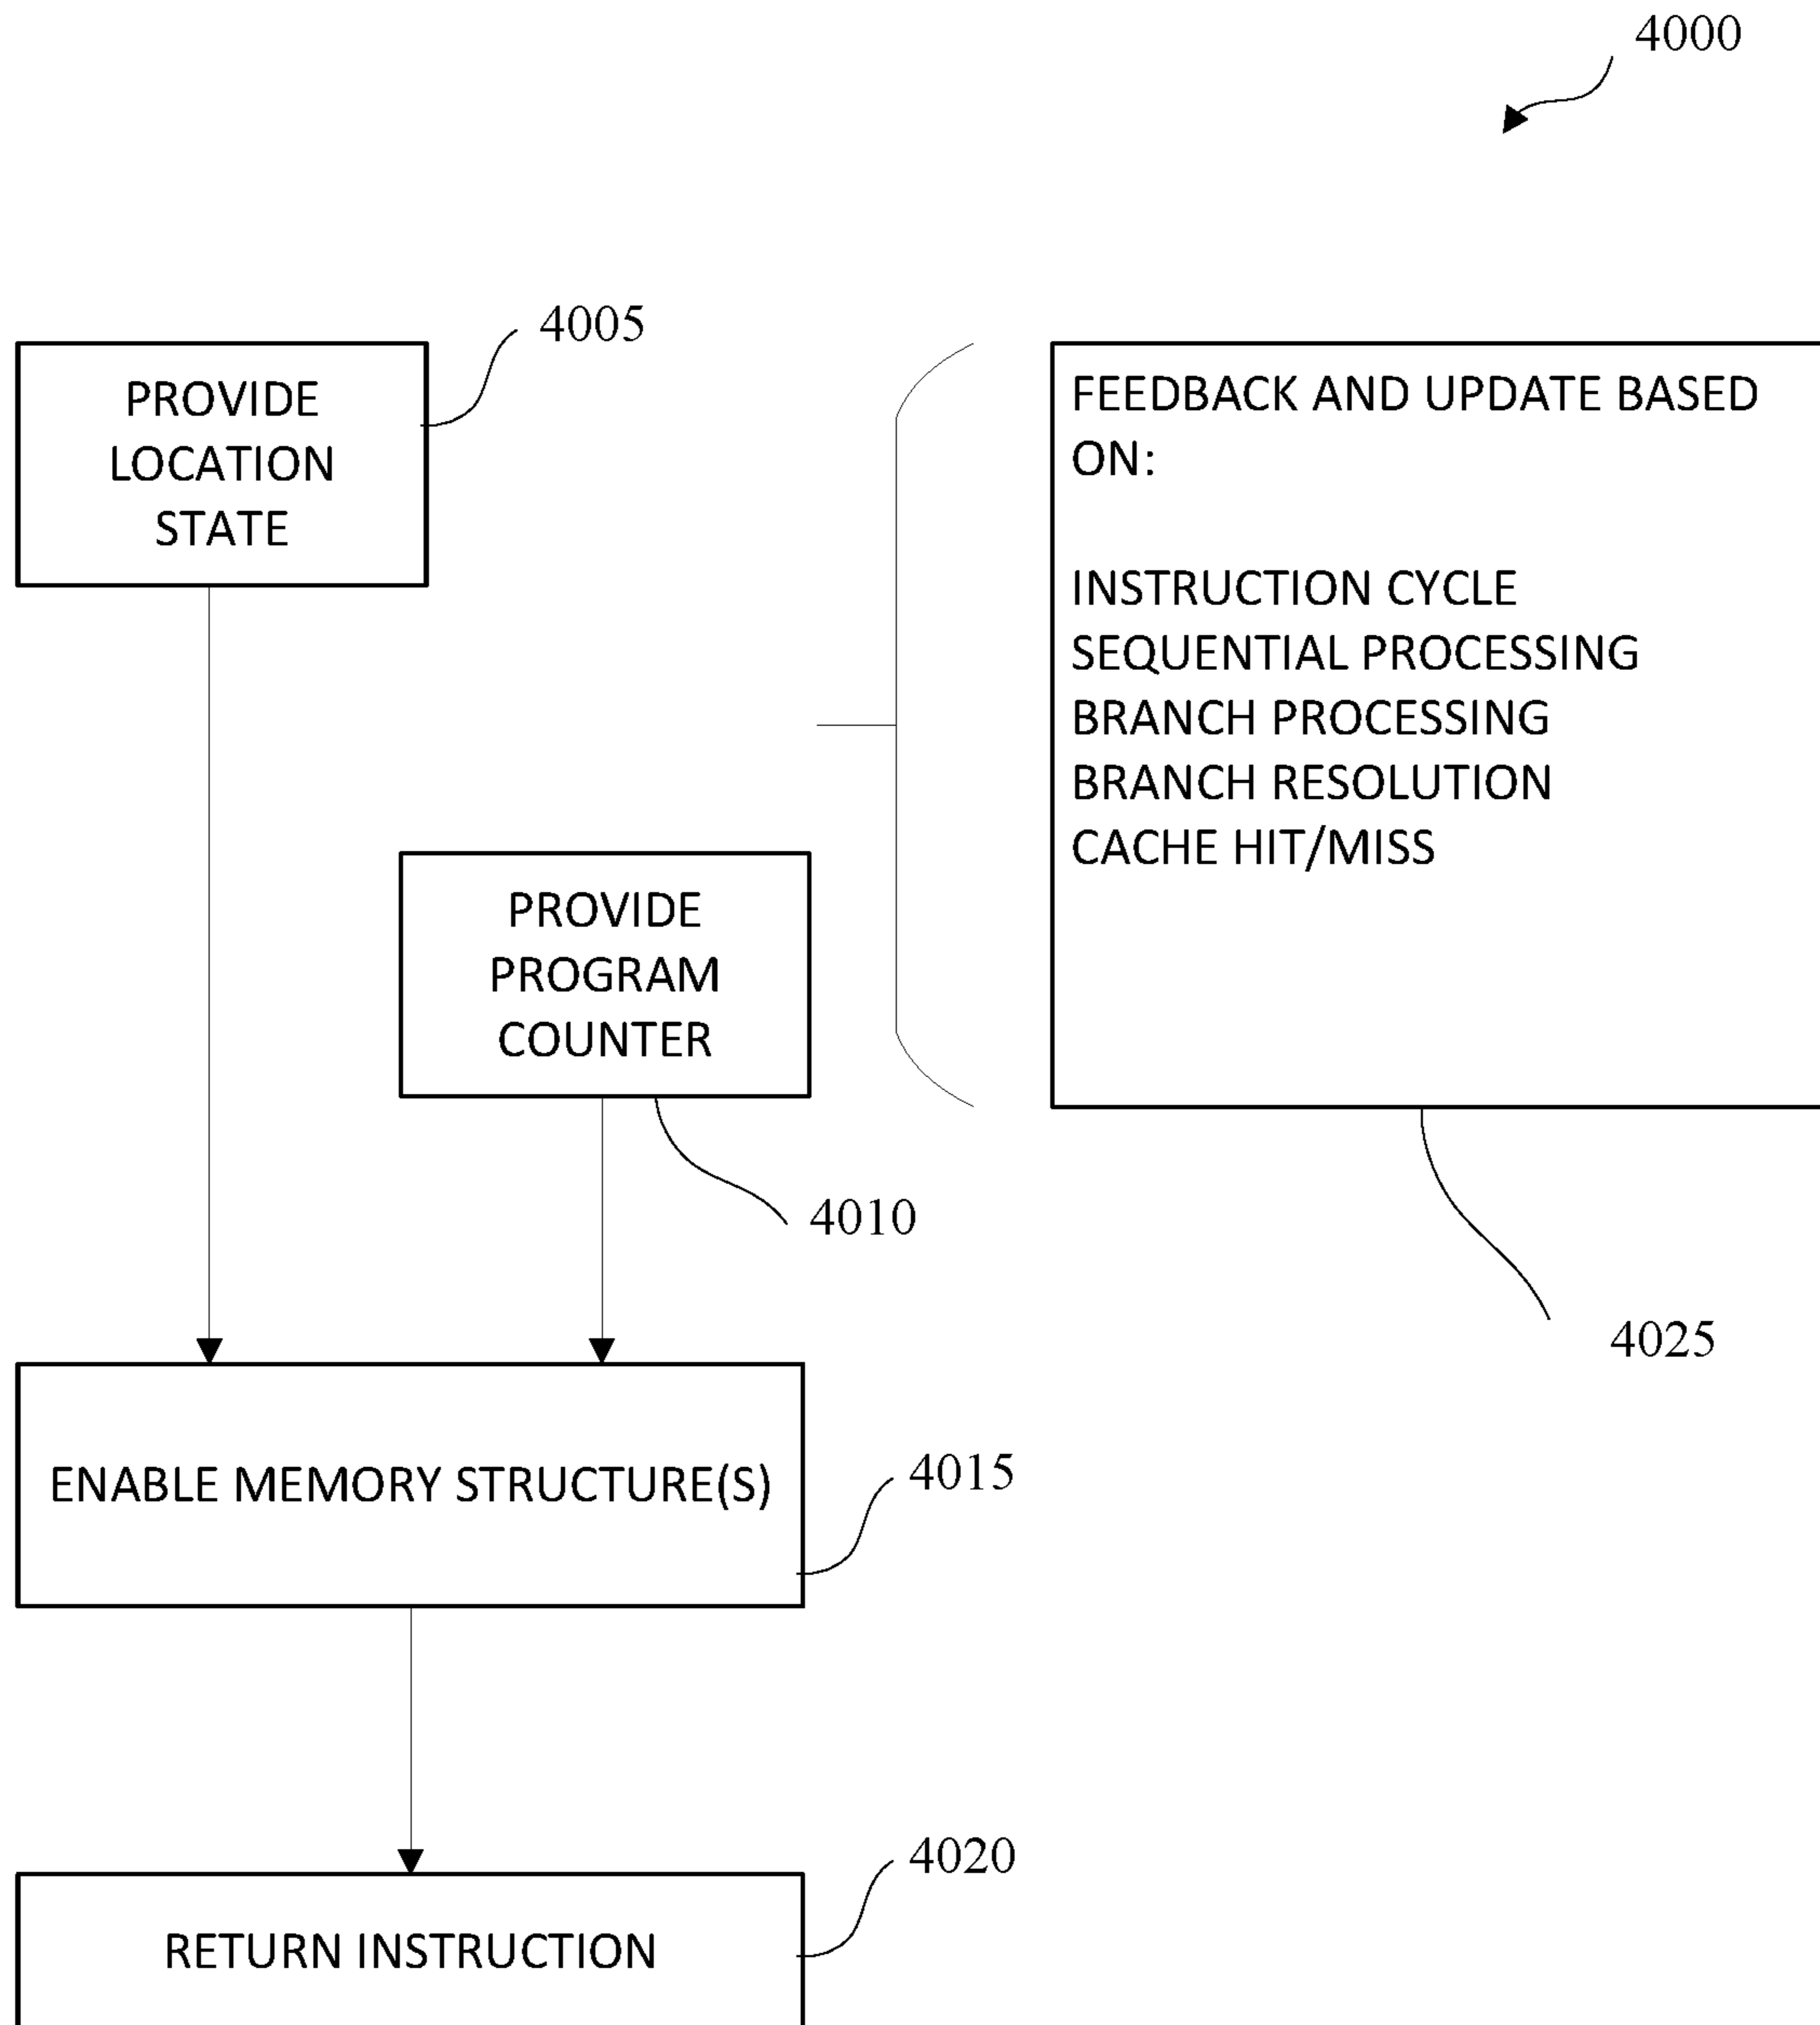 4000
4005
PROVIDE
LOCATION
STATE
FEEDBACK AND UPDATE BASED
ON:
INSTRUCTION CYCLE
SEQUENTIAL PROCESSING
BRANCH PROCESSING
BRANCH RESOLUTION
CACHE HIT/MISS
PROVIDE
PROGRAM
COUNTER
4010
4025
ENABLE MEMORY STRUCTURE(S)
4015
4020
RETURN INSTRUCTION